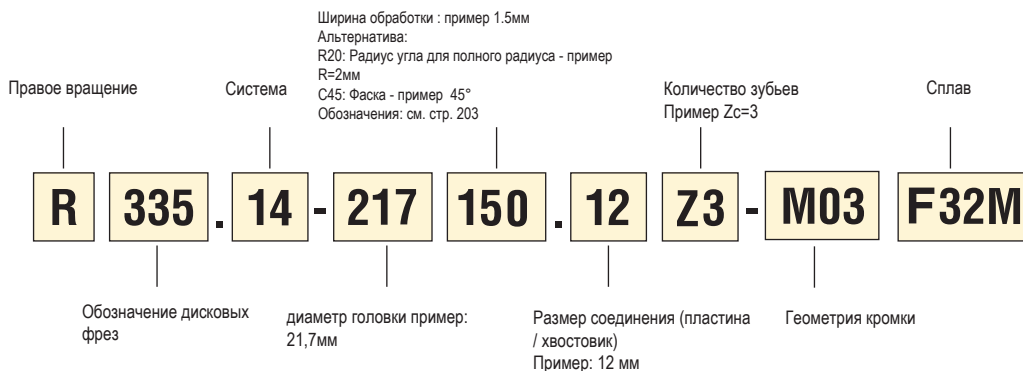 Ширина обработки : пример 1.5мм
Альтернатива:
R20: Радиус угла для полного радиуса - пример
R=2мм
C45: Фаска - пример 45°
Обозначения: см. стр. 203
Правое вращение
Система
Количество зубьев
Пример Zc=3
Сплав
R 335 . 14 - 217 150 . 12 Z3 - M03 F32M
Обозначение дисковых
фрез
диаметр головки пример:
21,7мм
Размер соединения (пластина
/ хвостовик)
Пример: 12 мм
Геометрия кромки